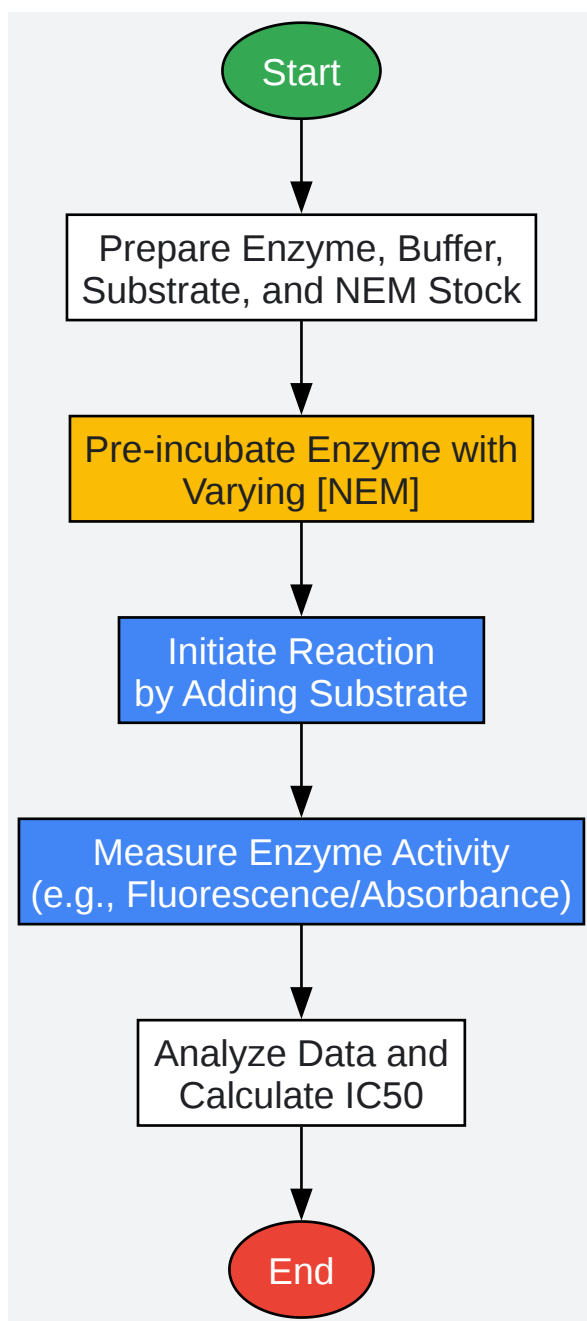 Start
Prepare Enzyme, Buffer,
Substrate, and NEM Stock
Pre-incubate Enzyme with
Varying [NEM]
Initiate Reaction
by Adding Substrate
Measure Enzyme Activity
(e.g., Fluorescence/Absorbance)
Analyze Data and
Calculate IC50
End